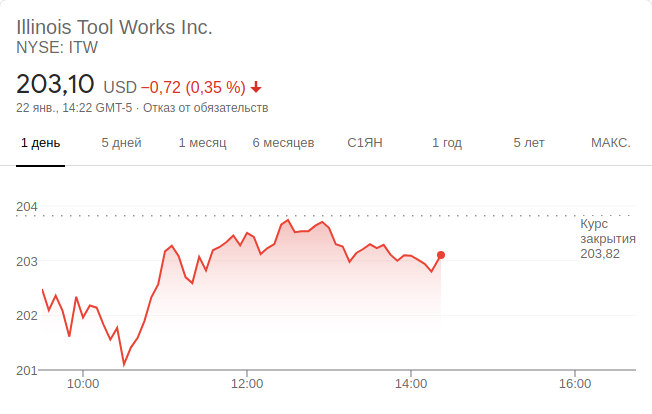 Illinois Tool Works Inc.
NYSE: ITW
203,10 USD −0,72 (0,35 %)
22 янв., 14:22 GMT-5 · Отказ от обязательств
1 день 5 дней 1 месяц 6 месяцев С1ЯН 1 год 5 лет МАКС.
204
Курс
закрытия
203,82
203
202
201
10:00 12:00 14:00 16:00